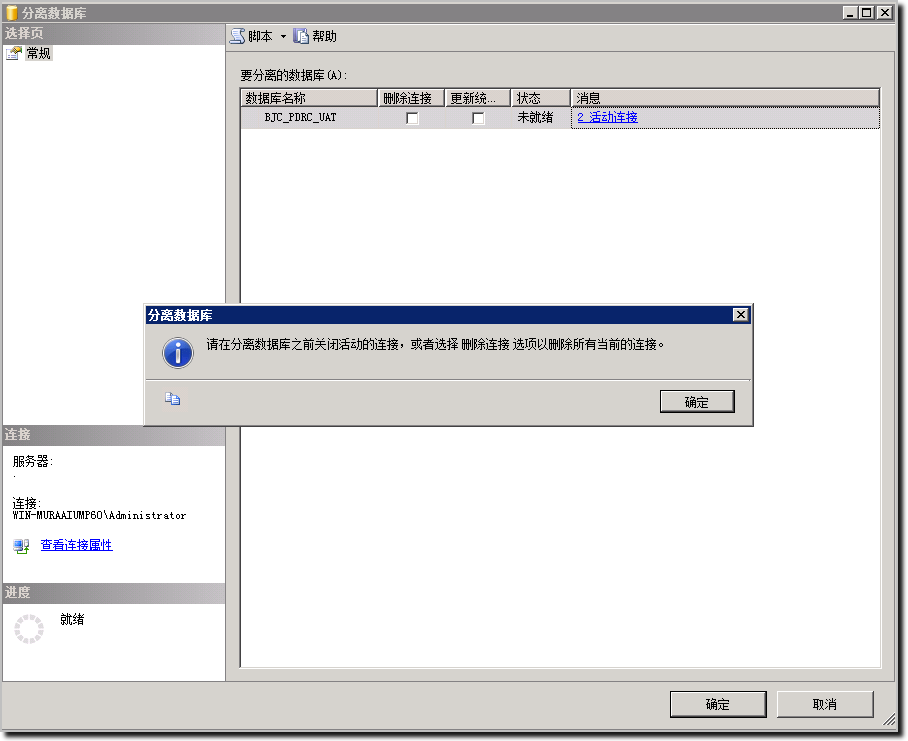 分离数据库
选择页
常规
脚本 帮助
要分离的数据库(A):
数据库名称 删除连接 更新统... 状态 消息
BJC_PDRC_UAT 未就绪 2 活动连接
分离数据库
请在分离数据库之前关闭活动的连接，或者选择 删除连接 选项以删除所有当前的连接。
确定
连接
服务器:
.
连接:
WIN-MURAAIUMP6O\Administrator
查看连接属性
进度
就绪
确定 取消